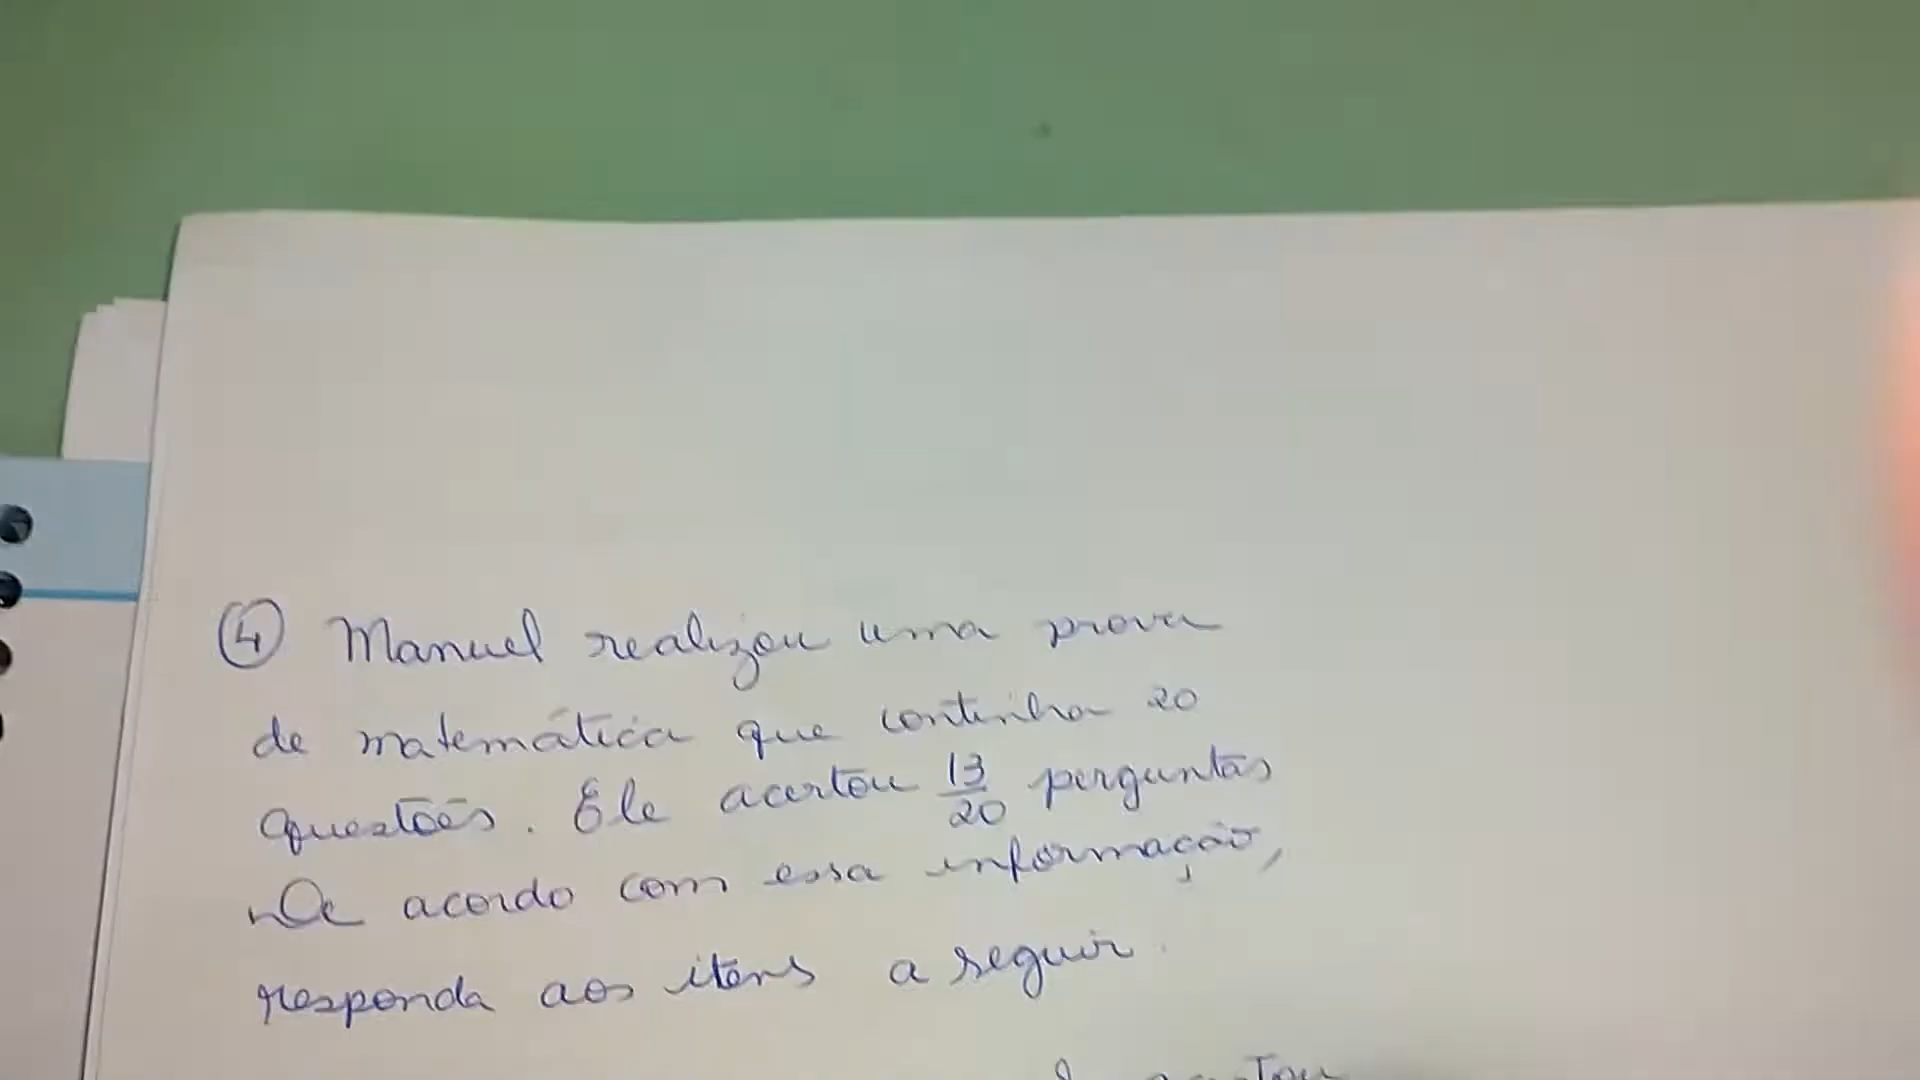 ④ Manuel realizou uma prova
de matemática que continha 20
questões. Ele acertou 13/20 perguntas
De acordo com essa informação,
responda aos itens a seguir.